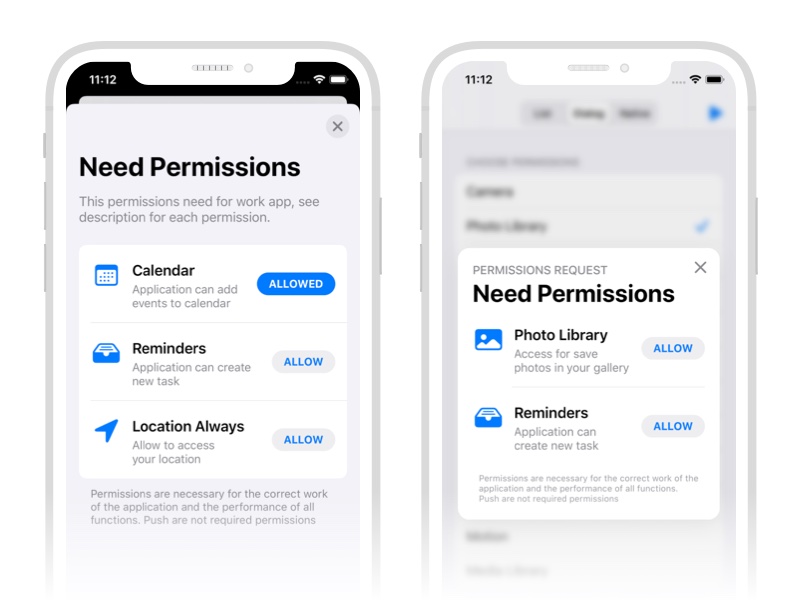 11:12
Need Permissions
This permissions need for work app, see
description for each permission.
Calendar
Application can add
events to calendar
ALLOWED
Reminders
Application can create
new task
ALLOW
Location Always
Allow to access
your location
ALLOW
Permissions are necessary for the correct work
of the application and the performance of all
functions. Push are not required permissions
11:12
List Dialog Native
CHOOSE PERMISSIONS
Camera
Photo Library
PERMISSIONS REQUEST
Need Permissions
Photo Library
Access for save
photos in your gallery
ALLOW
Reminders
Application can
create new task
ALLOW
Permissions are necessary for the correct work of the
application and the performance of all functions.
Push are not required permissions
Motion
Media Library